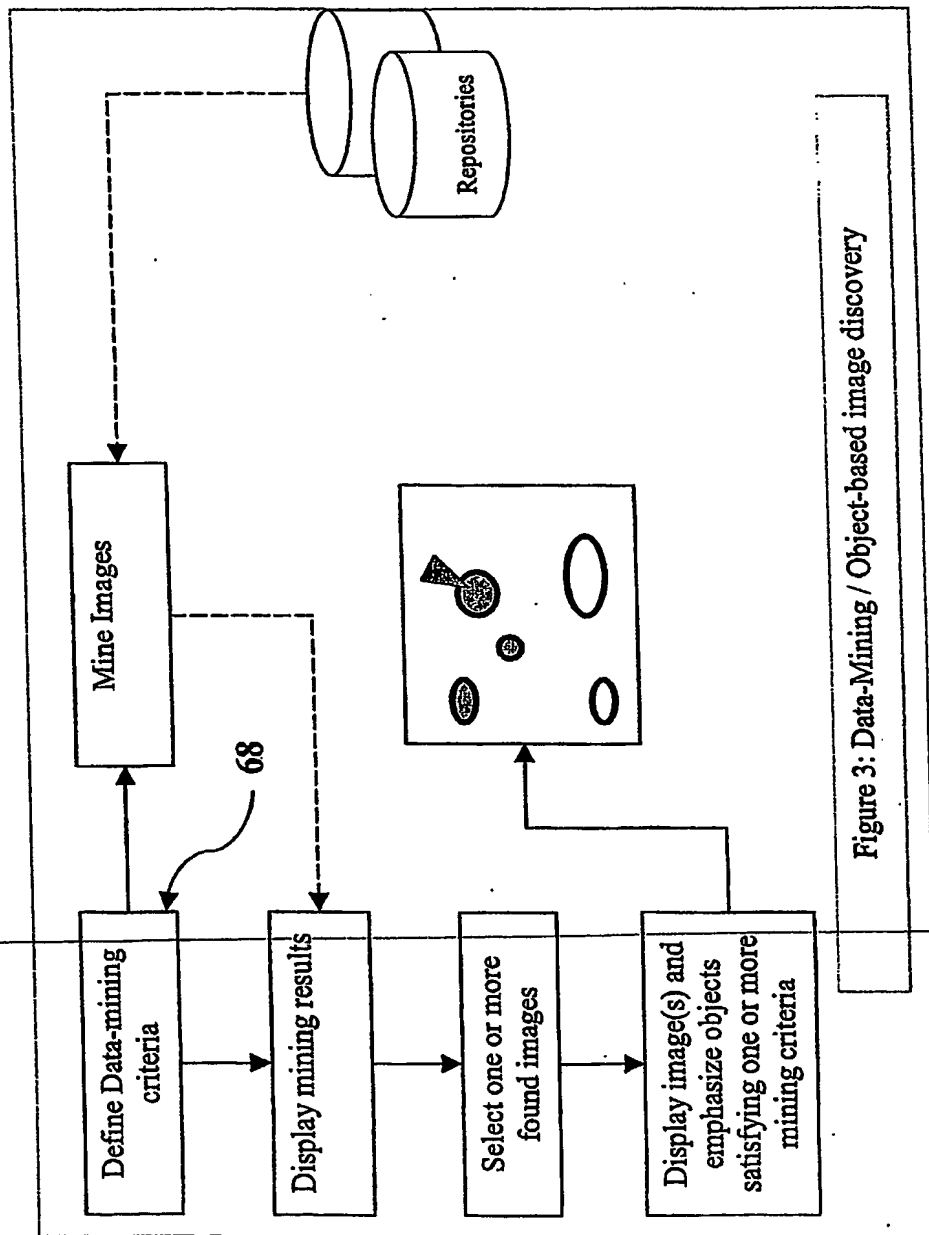 Define Data-mining
criteria
68
Mine Images
Repositories
Display mining results
Select one or more
found images
Display image(s) and
emphasize objects
satisfying one or more
mining criteria
Figure 3: Data-Mining / Object-based image discovery